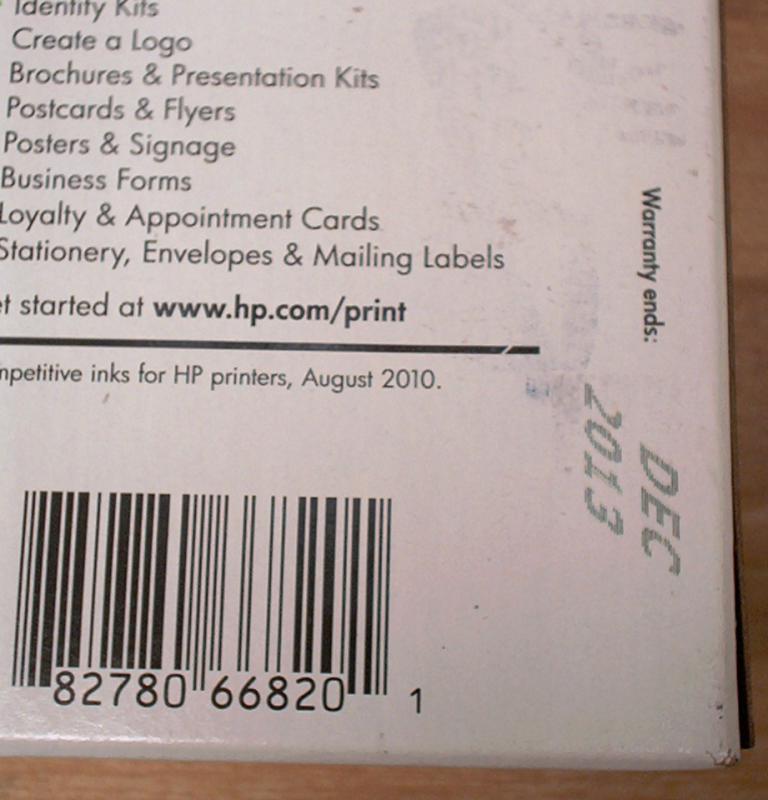 Identity Kits
Create a Logo
Brochures & Presentation Kits
Postcards & Flyers
Posters & Signage
Business Forms
Loyalty & Appointment Cards
Stationery, Envelopes & Mailing Labels
started at www.hp.com/print
inks for HP printers, August 2010.
Warranty ends:
DEC
2013
82780 66820 1